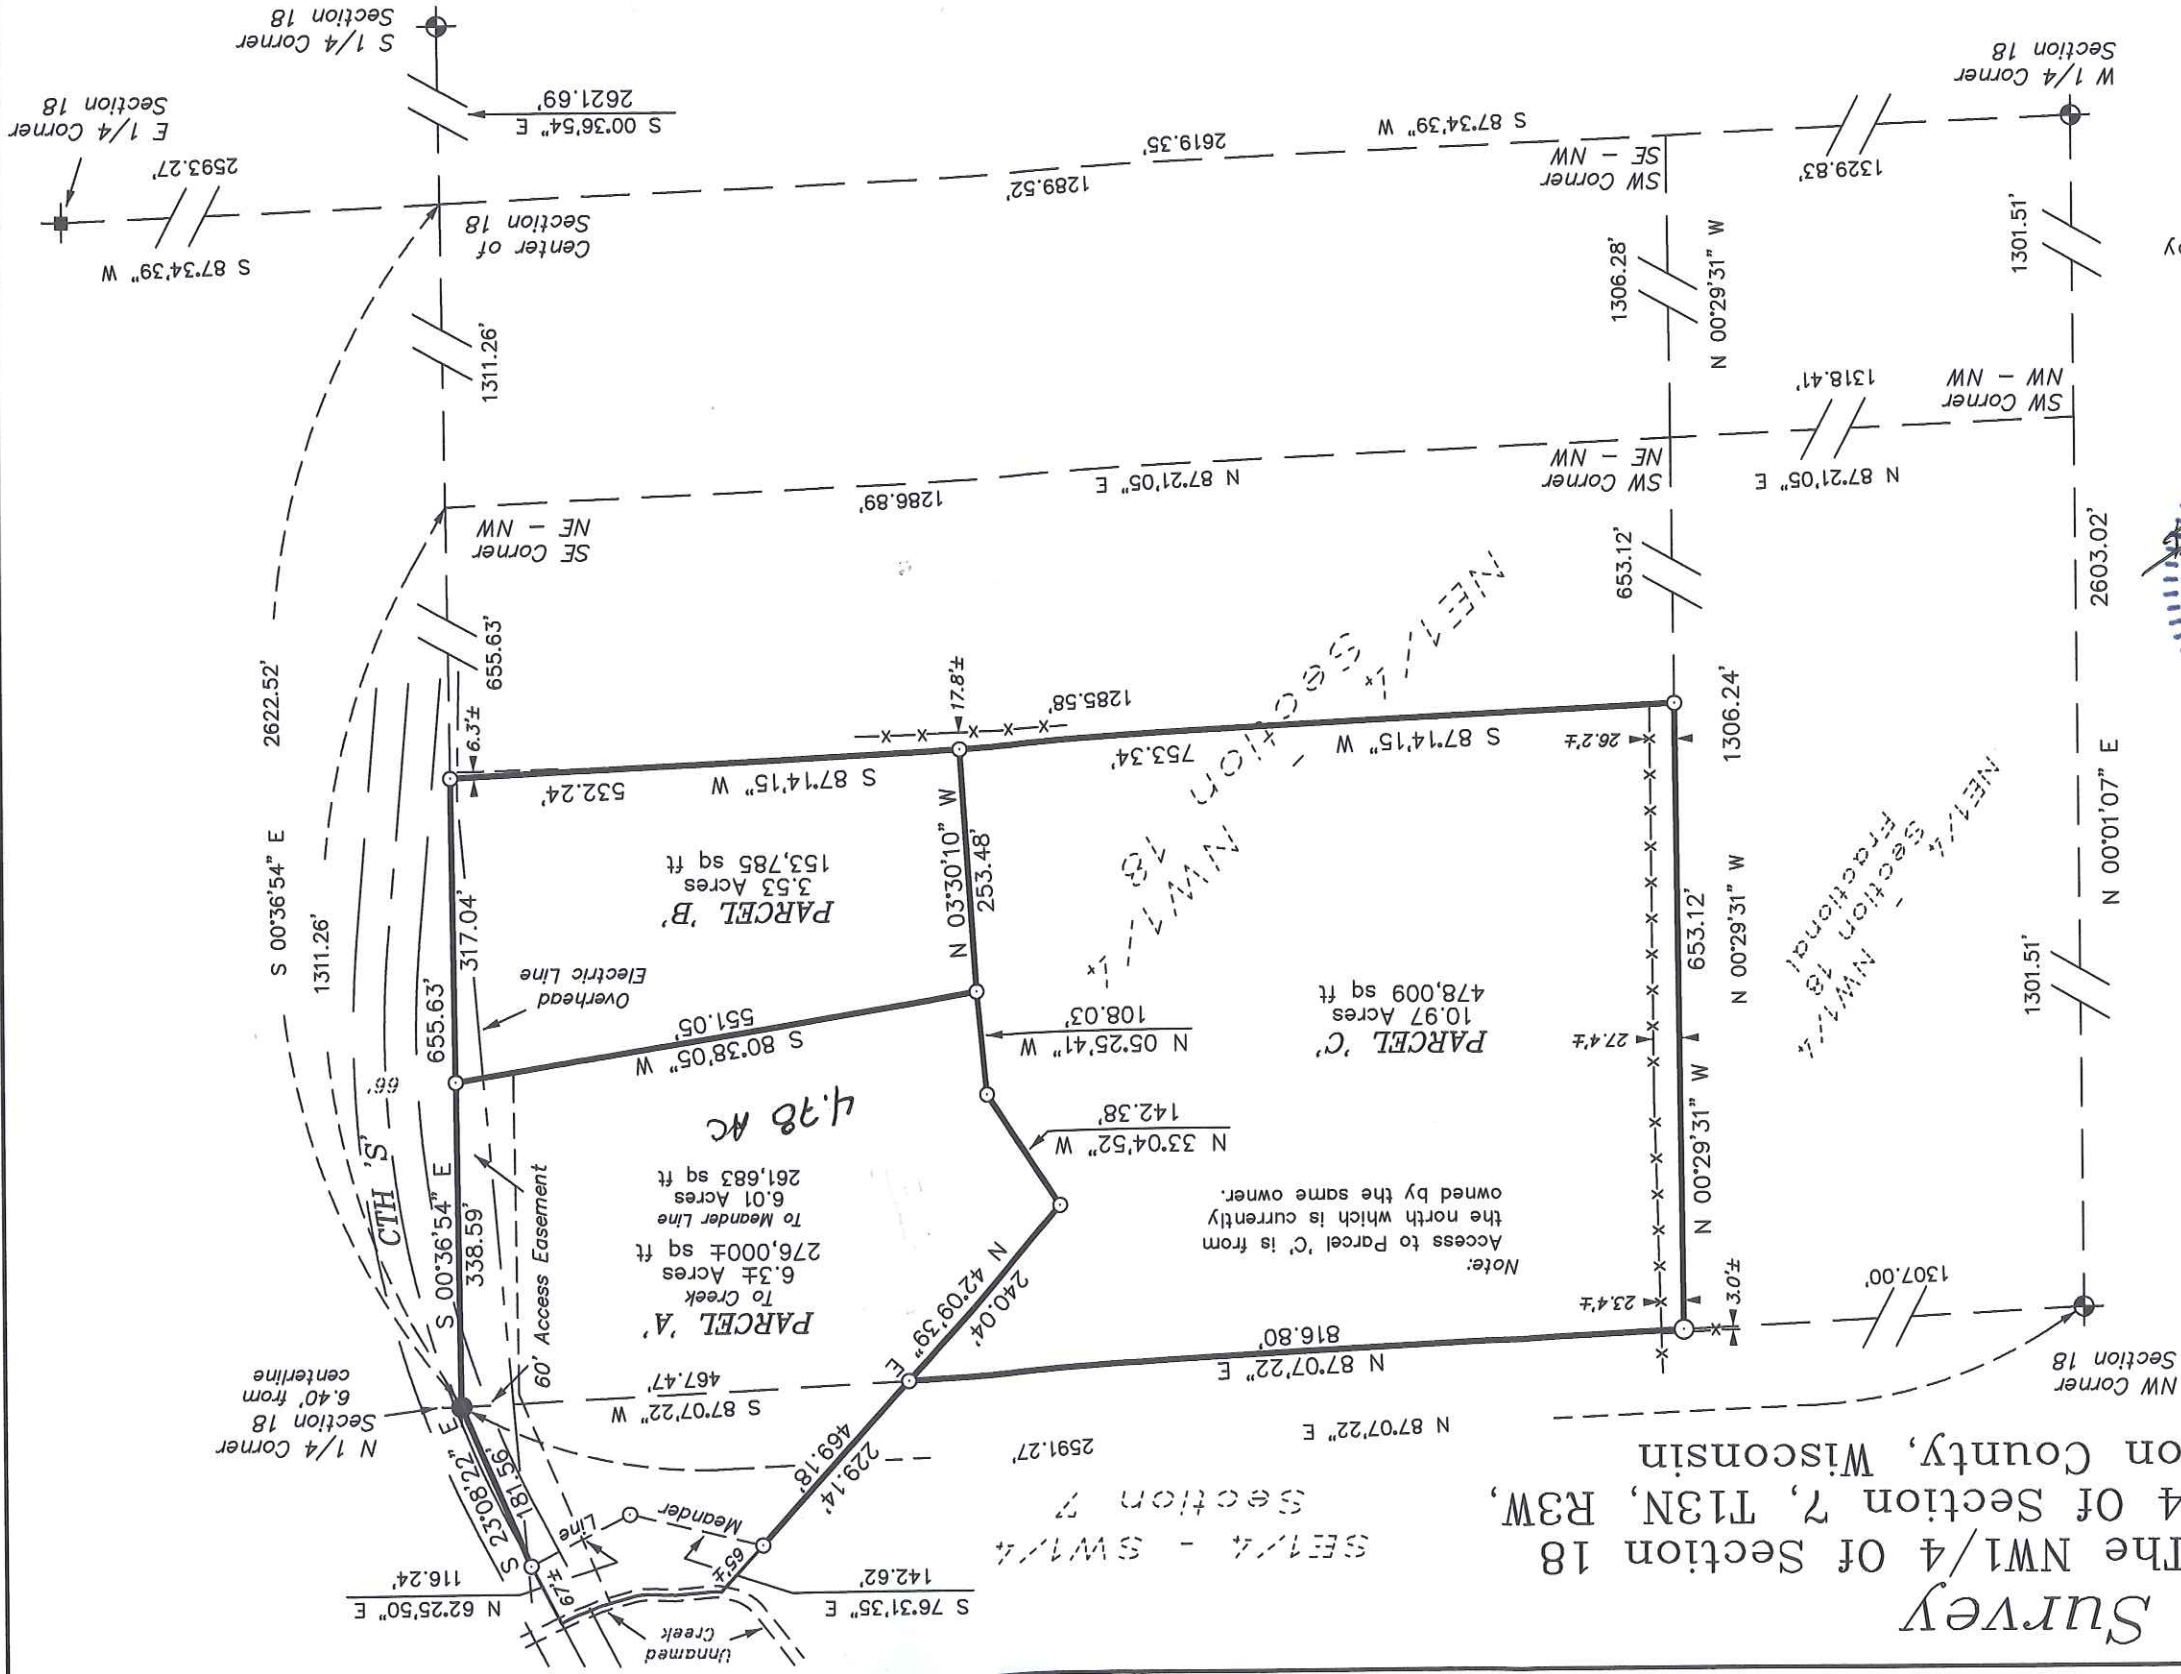 Survey
The NW1/4 Of Section 18
4 Of Section 7, T13N, R3W,
on County, Wisconsin
Unnamed
Creek
S 76°31'35" E
142.62'
N 62°25'50" E
116.24'
65'±
67'±
Meander
Line
SE1/4 - SW1/4
Section 7
229.14'
469.18'
S 23°08'22" E
181.56'
N 87°07'22" E
2591.27'
NW Corner
Section 18
N 1/4 Corner
Section 18
6.40' from
centerline
S 87°07'22" W
467.47'
N 87°07'22" E
816.80'
1307.00'
3.0'±
23.4'±
N 42°09'39" E
240.04'
PARCEL 'A'
To Creek
6.3± Acres
276,000± sq ft
To Meander Line
6.01 Acres
261,683 sq ft
4.78 AC
60' Access Easement
S 00°36'54" E
338.59'
CTH 'S'
66'
Note:
Access to Parcel 'C' is from
the north which is currently
owned by the same owner.
N 33°04'52" W
142.38'
N 05°25'41" W
108.03'
PARCEL 'C'
10.97 Acres
478,009 sq ft
27.4'±
N 00°29'31" W
653.12'
N 00°29'31" W
1306.24'
S 80°38'05" W
551.05'
Overhead
Electric Line
655.63'
317.04'
1311.26'
S 00°36'54" E
2622.52'
PARCEL 'B'
3.53 Acres
153,785 sq ft
N 03°30'10" W
253.48'
NE1/4 - NW1/4
Section 18
Fractional
NW1/4 - NE1/4
Section 18
1301.51'
N 00°01'07" E
2603.02'
26.2'±
S 87°14'15" W
753.34'
S 87°14'15" W
532.24'
1285.58'
17.8'±
6.3'±
655.63'
653.12'
SE Corner
NE - NW
SW Corner
NE - NW
N 87°21'05" E
1286.89'
N 87°21'05" E
1318.41'
SW Corner
NW - NW
1311.26'
1306.28'
N 00°29'31" W
1301.51'
Center of
Section 18
S 87°34'39" W
2593.27'
E 1/4 Corner
Section 18
1289.52'
2619.35'
S 87°34'39" W
SW Corner
SE - NW
1329.83'
W 1/4 Corner
Section 18
S 00°36'54" E
2621.69'
S 1/4 Corner
Section 18